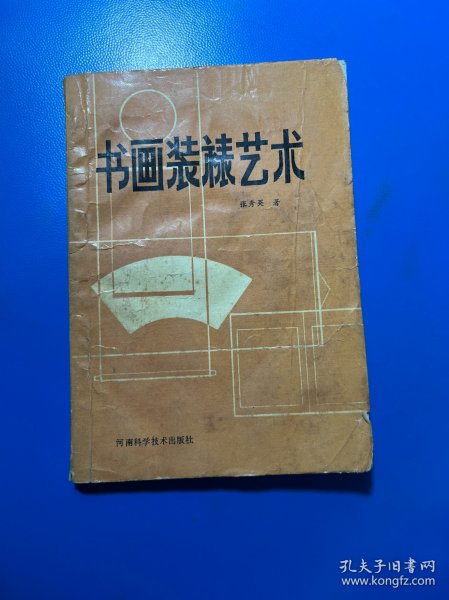 书画装裱艺术
张秀英 著
河南科学技术出版社
孔夫子旧书网
www.kongfz.com